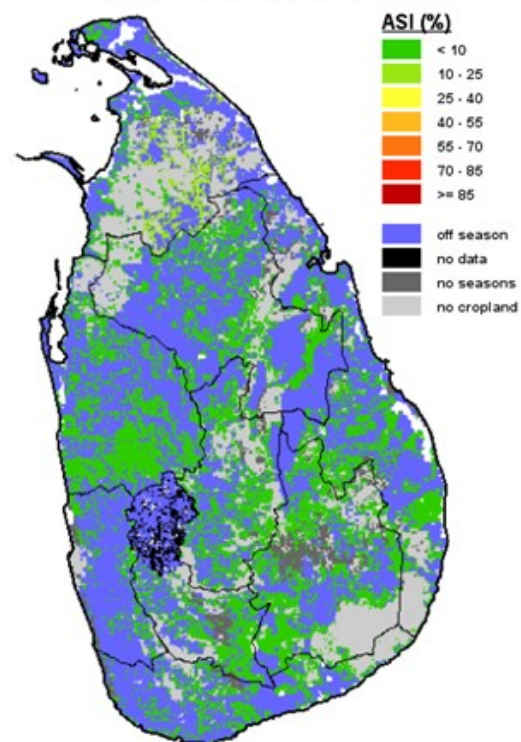 ASI (%)
< 10
10 - 25
25 - 40
40 - 55
55 - 70
70 - 85
>= 85
off season
no data
no seasons
no cropland